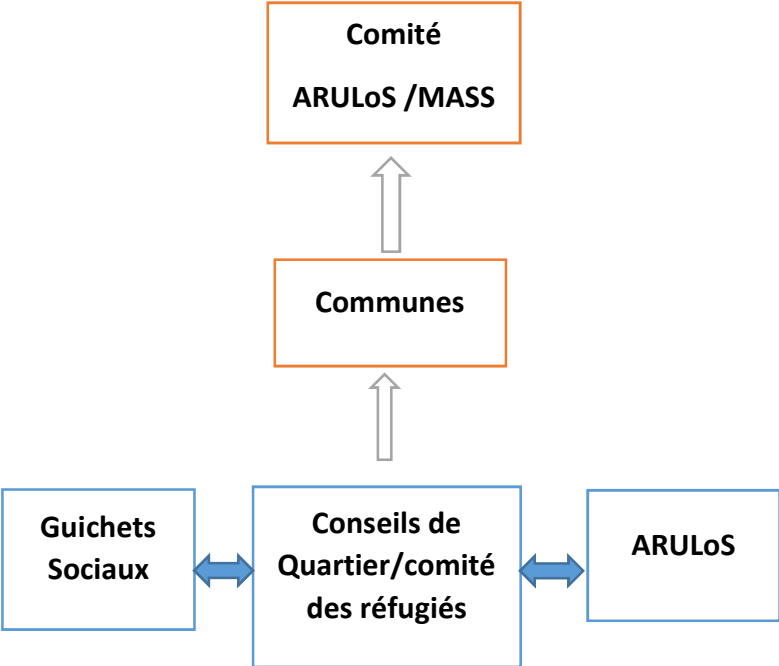 Comité
ARULoS /MASS
Communes
Guichets
Sociaux
Conseils de
Quartier/comité
des réfugiés
ARULoS